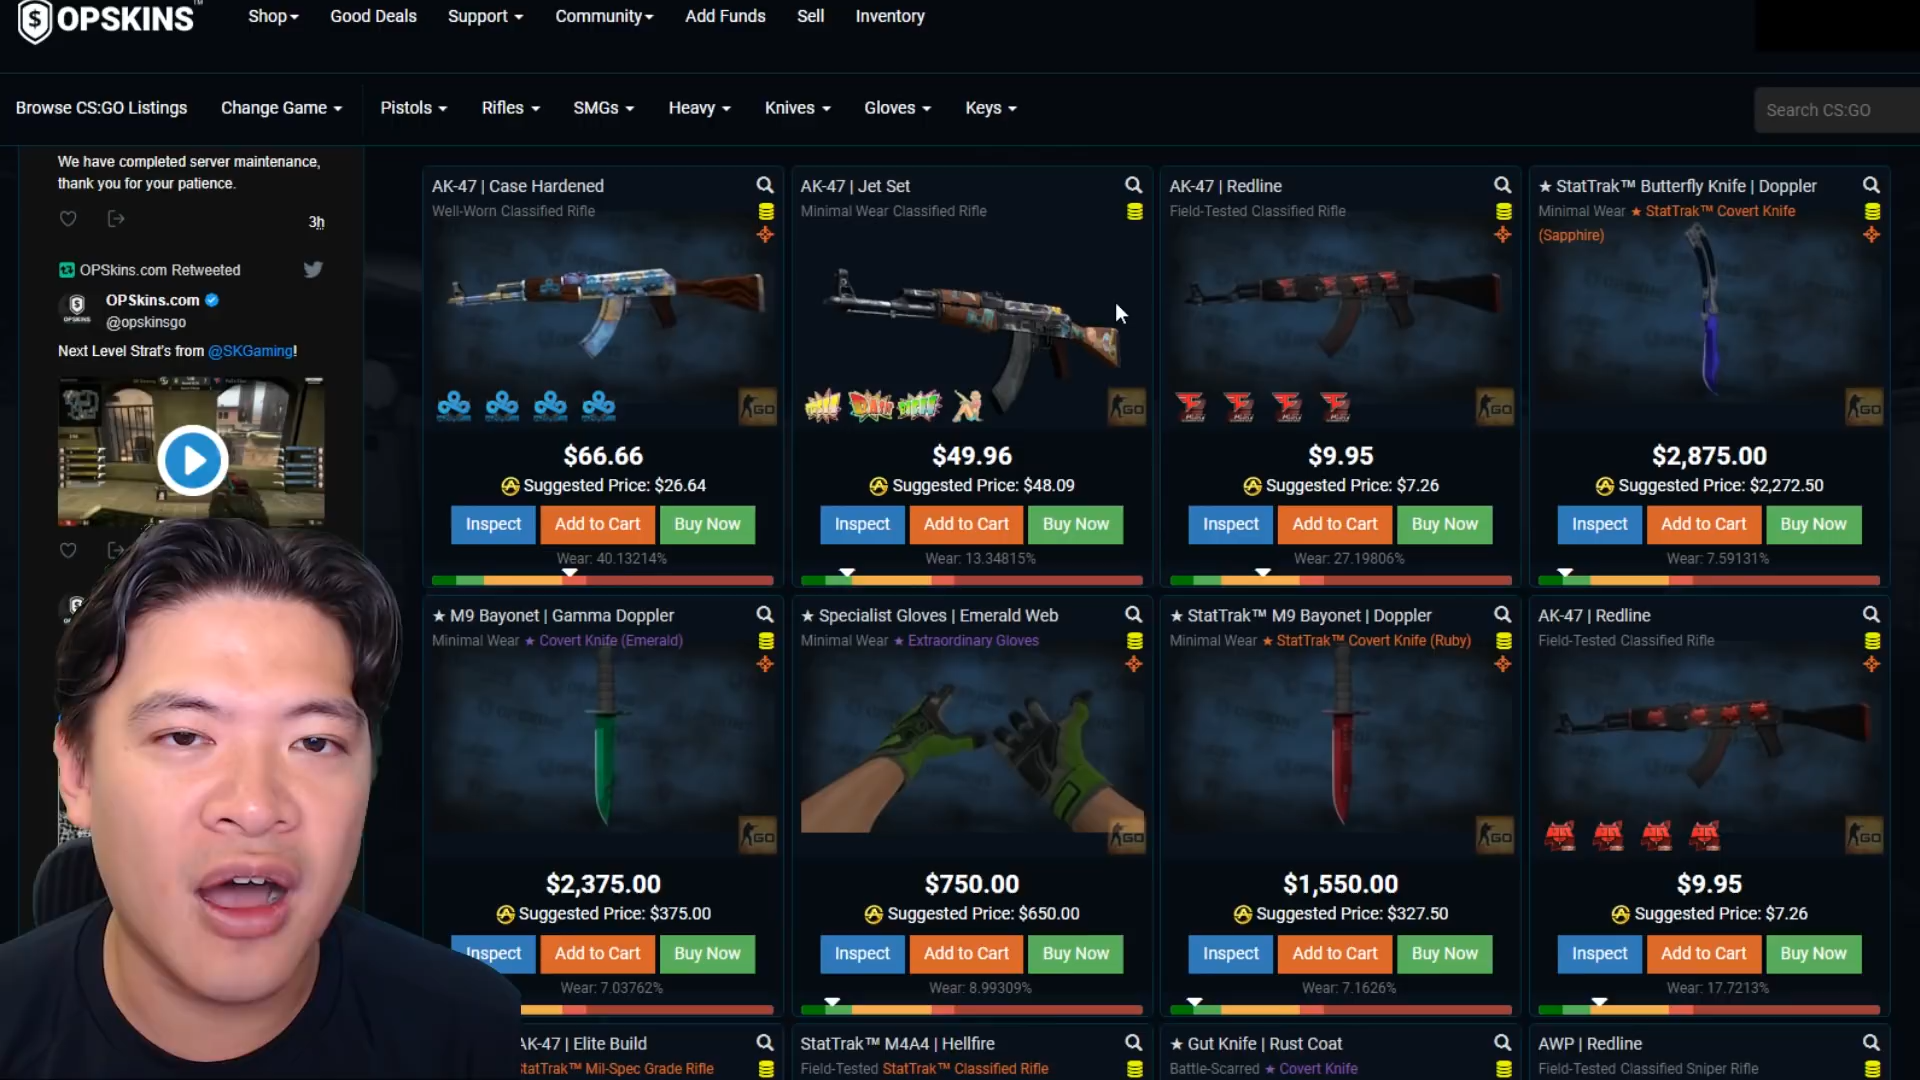 OPSKINS™
Shop
Good Deals
Support
Community
Add Funds
Sell
Inventory
Browse CS:GO Listings
Change Game
Pistols
Rifles
SMGs
Heavy
Knives
Gloves
Keys
Search CS:GO
We have completed server maintenance,
thank you for your patience.
3h
OPSkins.com Retweeted
OPSkins.com
@opskinsgo
Next Level Strat's from @SKGaming!
AK-47 | Case Hardened
Well-Worn Classified Rifle
$66.66
Suggested Price: $26.64
Inspect
Add to Cart
Buy Now
Wear: 40.13214%
AK-47 | Jet Set
Minimal Wear Classified Rifle
$49.96
Suggested Price: $48.09
Inspect
Add to Cart
Buy Now
Wear: 13.34815%
AK-47 | Redline
Field-Tested Classified Rifle
$9.95
Suggested Price: $7.26
Inspect
Add to Cart
Buy Now
Wear: 27.19806%
★ StatTrak™ Butterfly Knife | Doppler
Minimal Wear ★ StatTrak™ Covert Knife
(Sapphire)
$2,875.00
Suggested Price: $2,272.50
Inspect
Add to Cart
Buy Now
Wear: 7.59131%
★ M9 Bayonet | Gamma Doppler
Minimal Wear ★ Covert Knife (Emerald)
$2,375.00
Suggested Price: $375.00
Inspect
Add to Cart
Buy Now
Wear: 7.03762%
★ Specialist Gloves | Emerald Web
Minimal Wear ★ Extraordinary Gloves
$750.00
Suggested Price: $650.00
Inspect
Add to Cart
Buy Now
Wear: 8.99309%
★ StatTrak™ M9 Bayonet | Doppler
Minimal Wear ★ StatTrak™ Covert Knife (Ruby)
$1,550.00
Suggested Price: $327.50
Inspect
Add to Cart
Buy Now
Wear: 7.1626%
AK-47 | Redline
Field-Tested Classified Rifle
$9.95
Suggested Price: $7.26
Inspect
Add to Cart
Buy Now
Wear: 17.7213%
AK-47 | Elite Build
StatTrak™ Mil-Spec Grade Rifle
StatTrak™ M4A4 | Hellfire
Field-Tested StatTrak™ Classified Rifle
★ Gut Knife | Rust Coat
Battle-Scarred ★ Covert Knife
AWP | Redline
Field-Tested Classified Sniper Rifle